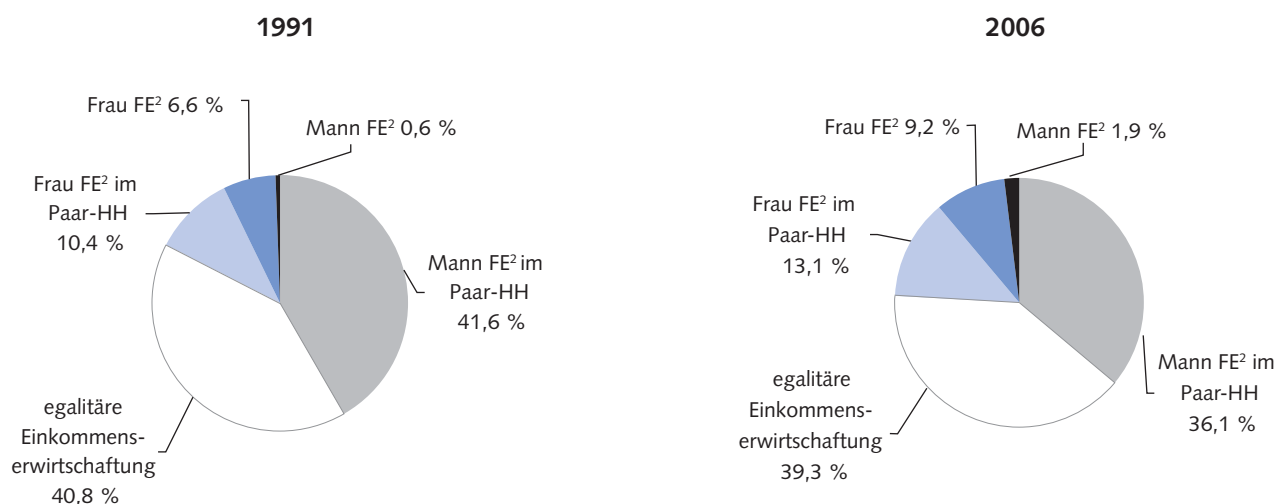 1991
Frau FE² 6,6 %
Mann FE² 0,6 %
Frau FE² im
Paar-HH
10,4 %
Mann FE² im
Paar-HH
41,6 %
egalitäre
Einkommens-
erwirtschaftung
40,8 %
2006
Frau FE² 9,2 %
Mann FE² 1,9 %
Frau FE² im
Paar-HH
13,1 %
Mann FE² im
Paar-HH
36,1 %
egalitäre
Einkommens-
erwirtschaftung
39,3 %